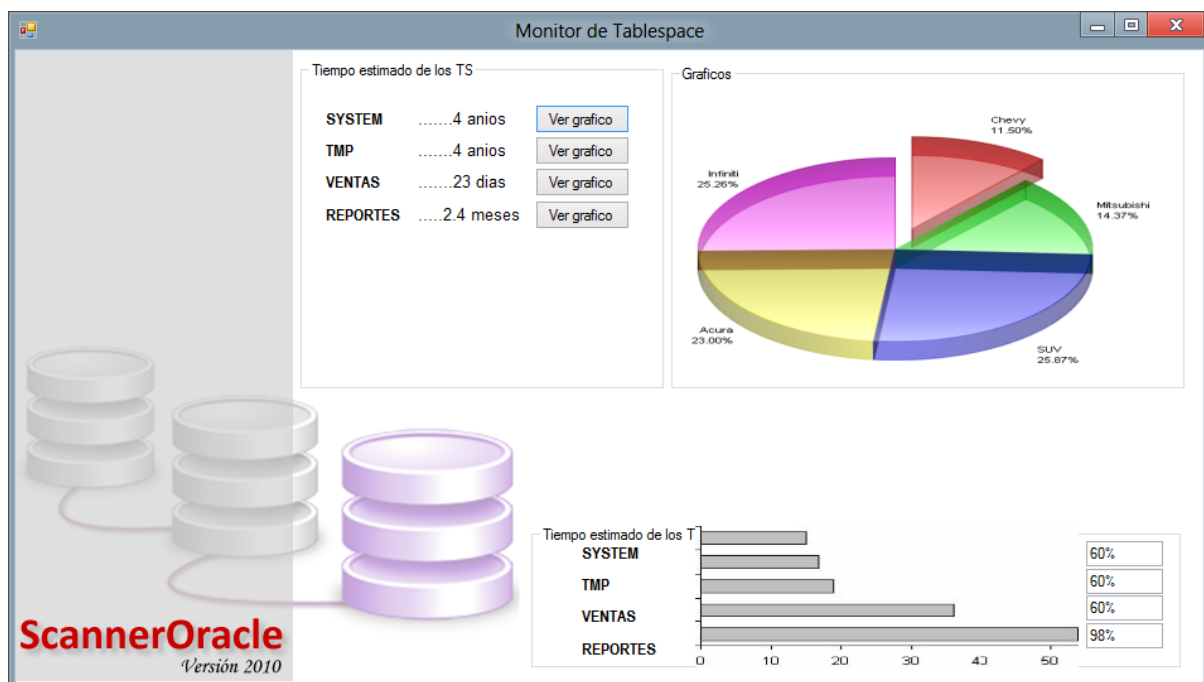 Monitor de Tablespace
Tiempo estimado de los TS
SYSTEM .......4 anios Ver grafico
TMP .......4 anios Ver grafico
VENTAS .......23 dias Ver grafico
REPORTES .....2.4 meses Ver grafico
Graficos
Chevy
11.50%
Infiniti
25.26%
Mitsubishi
14.37%
Acura
23.00%
SUV
25.87%
Tiempo estimado de los T
SYSTEM 60%
TMP 60%
VENTAS 60%
REPORTES 98%
0 10 20 30 40 50
ScannerOracle
Versión 2010